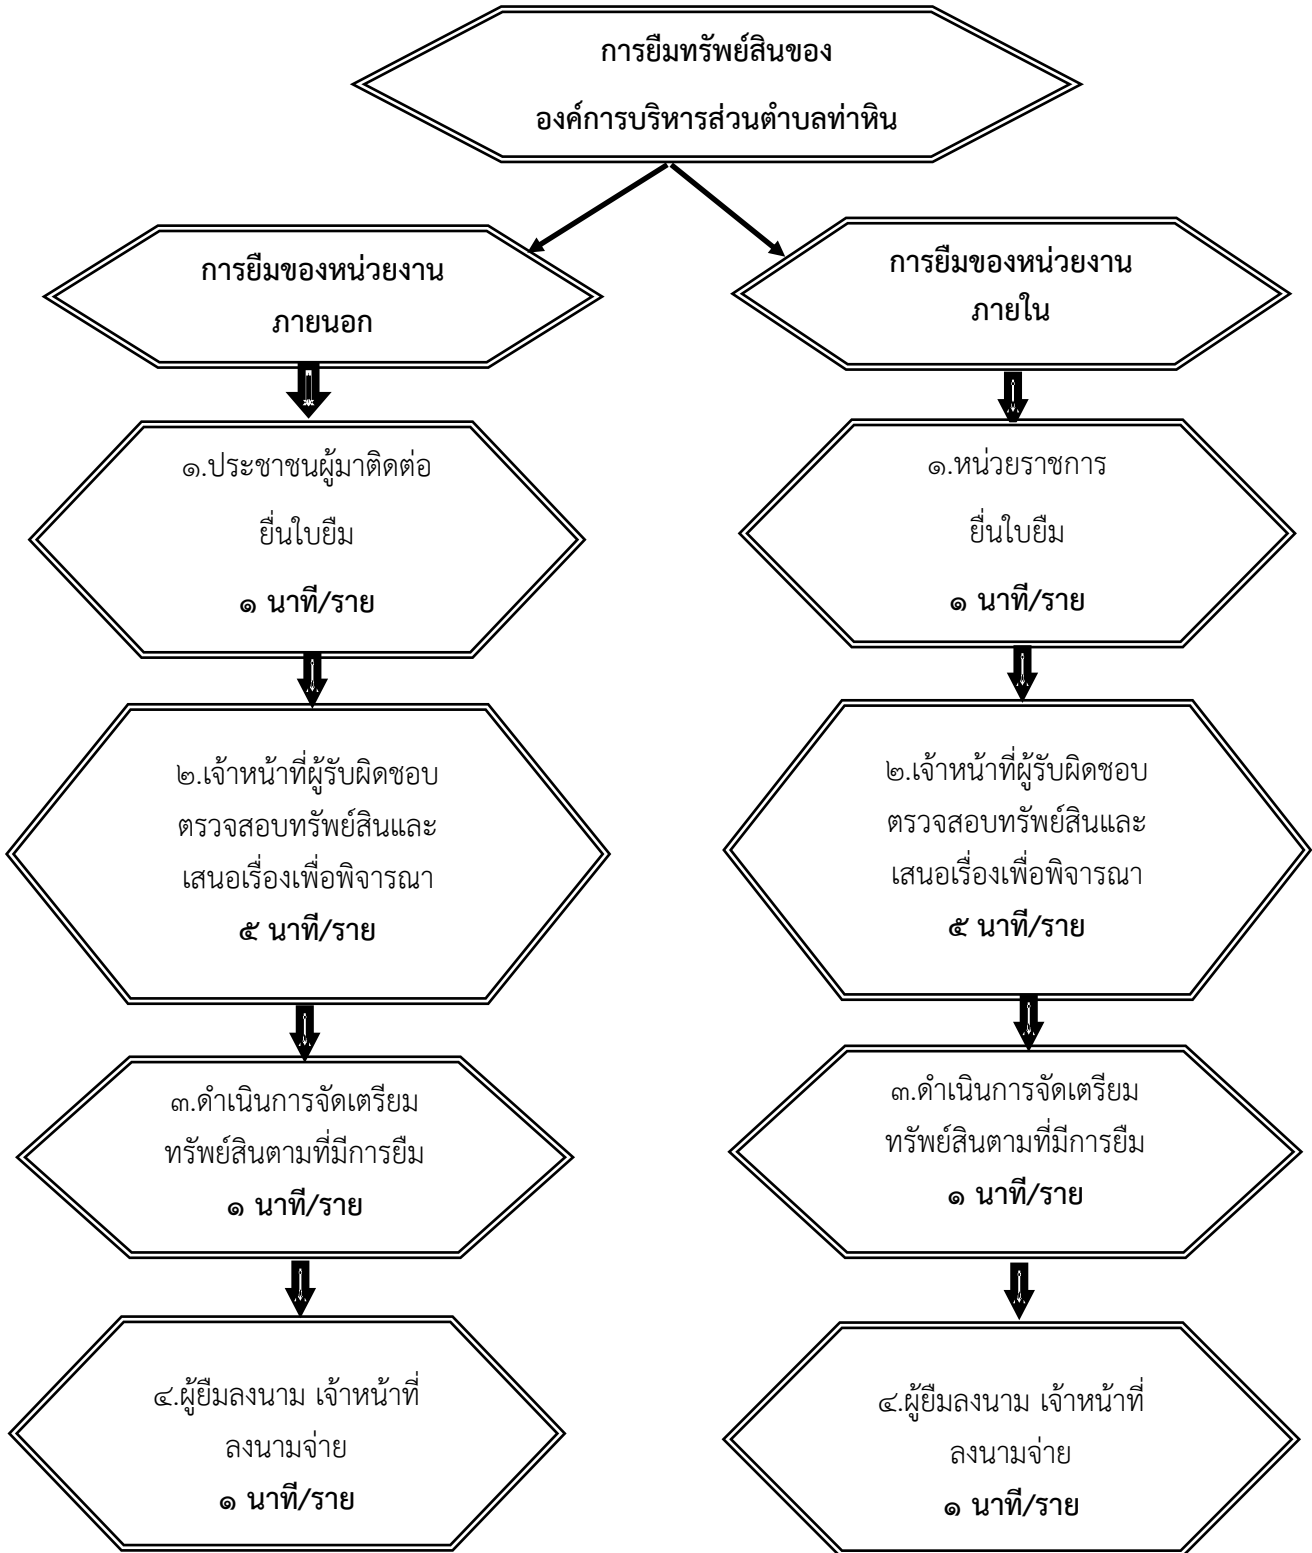 การยืมทรัพย์สินของ
องค์การบริหารส่วนตำบลท่าหิน
การยืมของหน่วยงาน
ภายนอก
๑.ประชาชนผู้มาติดต่อ
ยื่นใบยืม
๑ นาที/ราย
๒.เจ้าหน้าที่ผู้รับผิดชอบ
ตรวจสอบทรัพย์สินและ
เสนอเรื่องเพื่อพิจารณา
๕ นาที/ราย
๓.ดำเนินการจัดเตรียม
ทรัพย์สินตามที่มีการยืม
๑ นาที/ราย
๔.ผู้ยืมลงนาม เจ้าหน้าที่
ลงนามจ่าย
๑ นาที/ราย
การยืมของหน่วยงาน
ภายใน
๑.หน่วยราชการ
ยื่นใบยืม
๑ นาที/ราย
๒.เจ้าหน้าที่ผู้รับผิดชอบ
ตรวจสอบทรัพย์สินและ
เสนอเรื่องเพื่อพิจารณา
๕ นาที/ราย
๓.ดำเนินการจัดเตรียม
ทรัพย์สินตามที่มีการยืม
๑ นาที/ราย
๔.ผู้ยืมลงนาม เจ้าหน้าที่
ลงนามจ่าย
๑ นาที/ราย